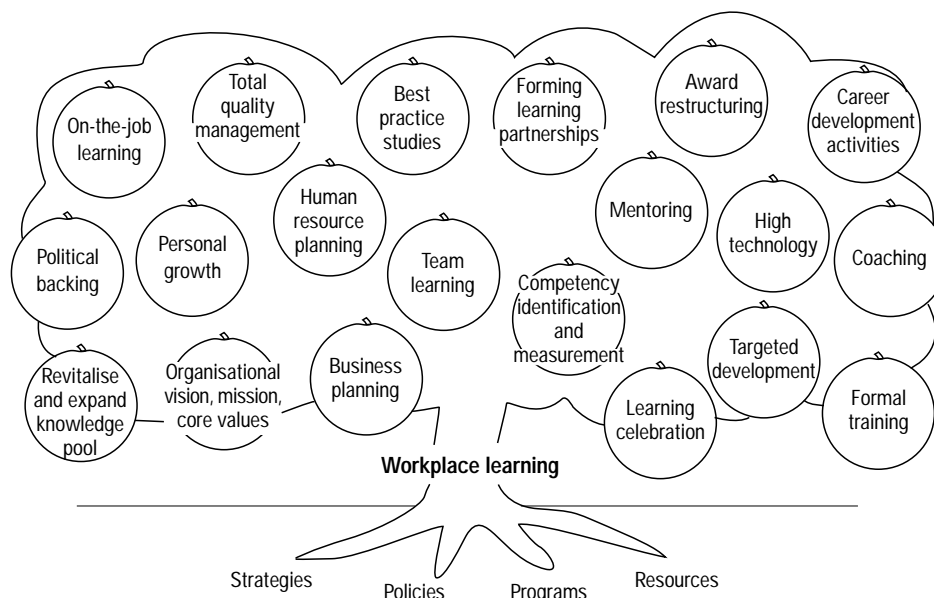 On-the-job
learning
Total
quality
management
Best
practice
studies
Forming
learning
partnerships
Award
restructuring
Career
development
activities
Political
backing
Personal
growth
Human
resource
planning
Team
learning
Competency
identification
and
measurement
Mentoring
High
technology
Coaching
Revitalise
and expand
knowledge
pool
Organisational
vision, mission,
core values
Business
planning
Learning
celebration
Targeted
development
Formal
training
Workplace learning
Strategies
Policies
Programs
Resources